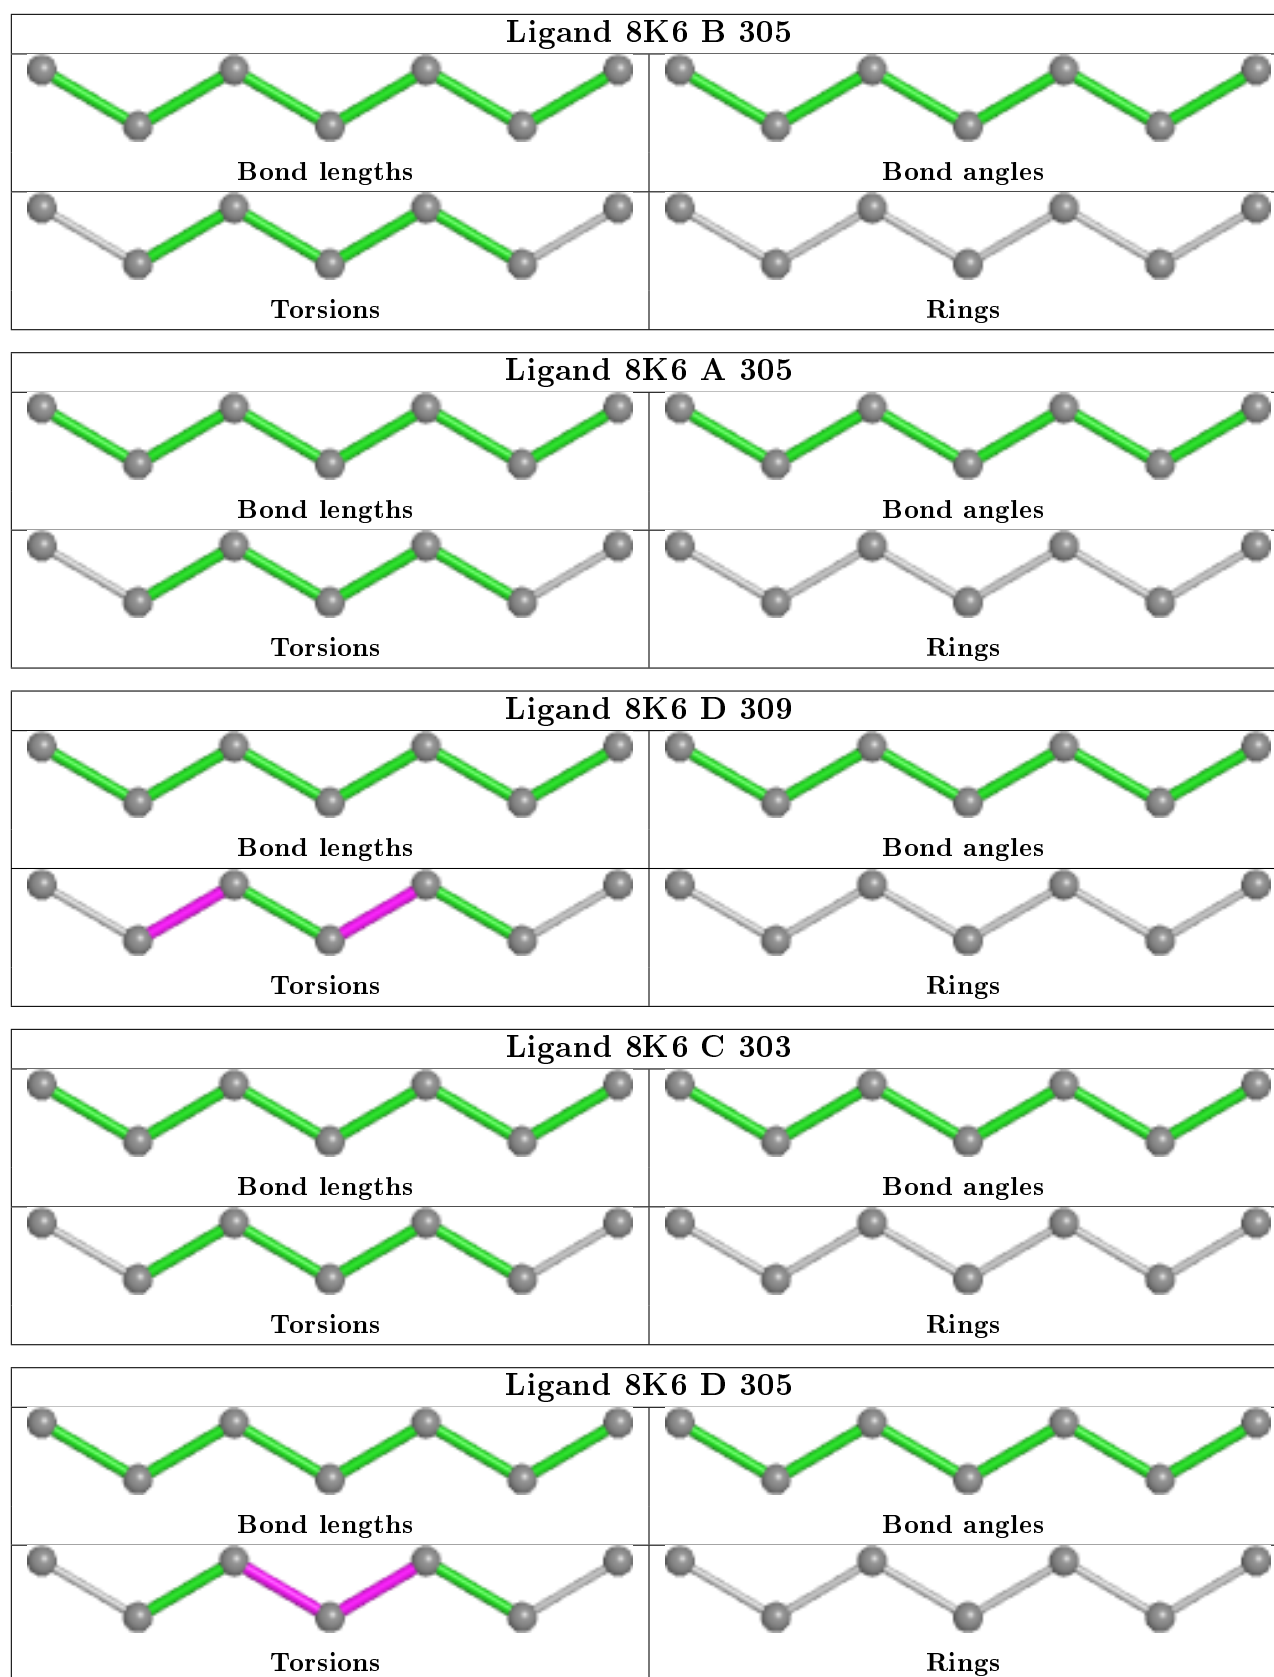 Ligand 8K6 B 305
Bond lengths
Bond angles
Torsions
Rings
Ligand 8K6 A 305
Bond lengths
Bond angles
Torsions
Rings
Ligand 8K6 D 309
Bond lengths
Bond angles
Torsions
Rings
Ligand 8K6 C 303
Bond lengths
Bond angles
Torsions
Rings
Ligand 8K6 D 305
Bond lengths
Bond angles
Torsions
Rings